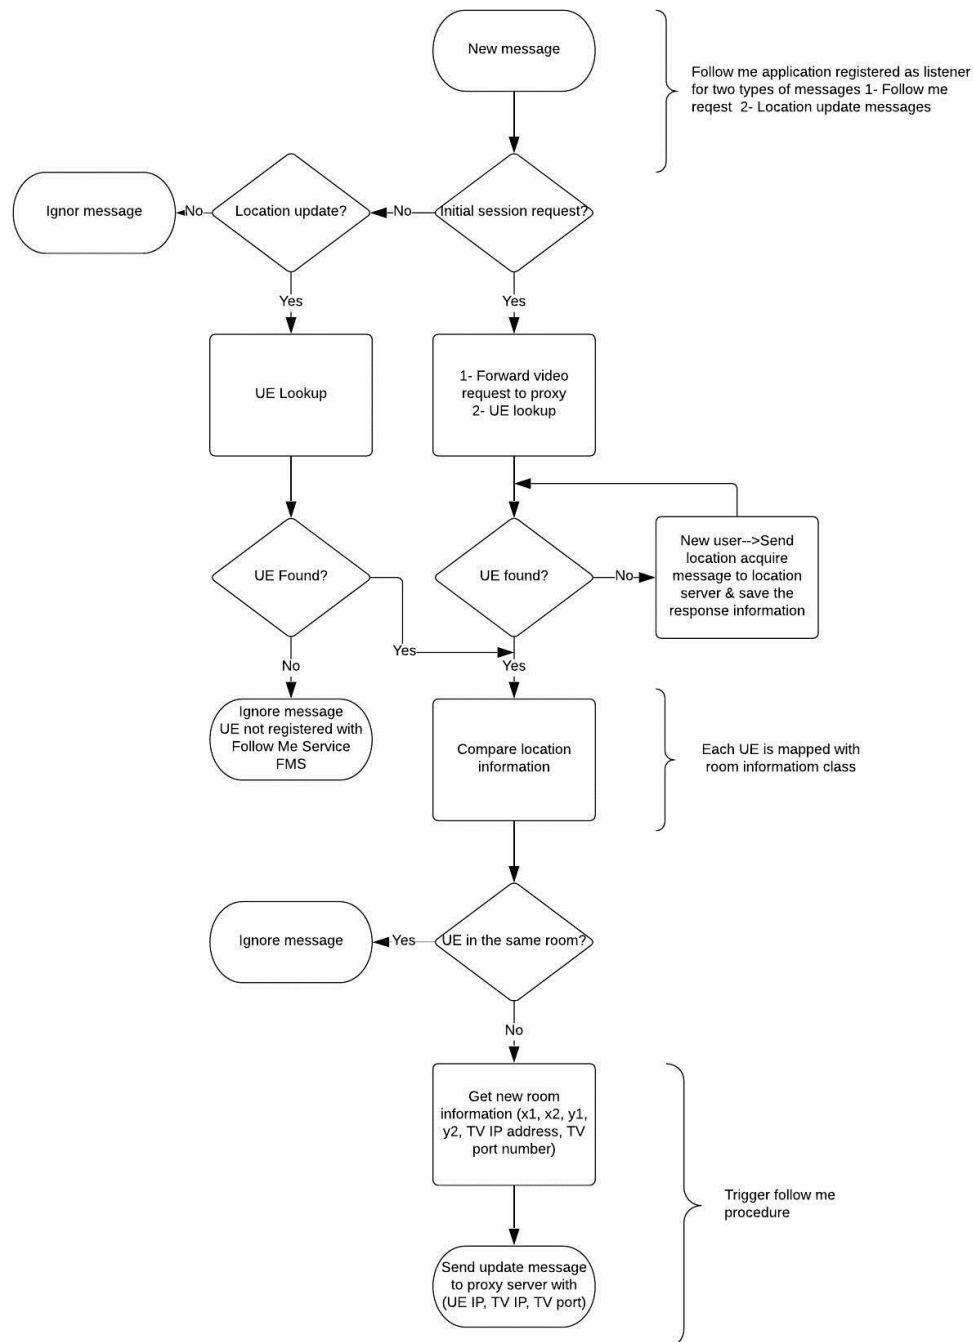 New message
Follow me application registered as listener
for two types of messages 1- Follow me
reqest 2- Location update messages
Ignor message
No
Location update?
No
Initial session request?
Yes
Yes
UE Lookup
1- Forward video
request to proxy
2- UE lookup
UE Found?
UE found?
No
New user-->Send
location acquire
message to location
server & save the
response information
Yes
No
Yes
Ignore message
UE not registered with
Follow Me Service
FMS
Compare location
information
Each UE is mapped with
room informatiom class
Ignore message
Yes
UE in the same room?
No
Get new room
information (x1, x2, y1,
y2, TV IP address, TV
port number)
Trigger follow me
procedure
Send update message
to proxy server with
(UE IP, TV IP, TV port)